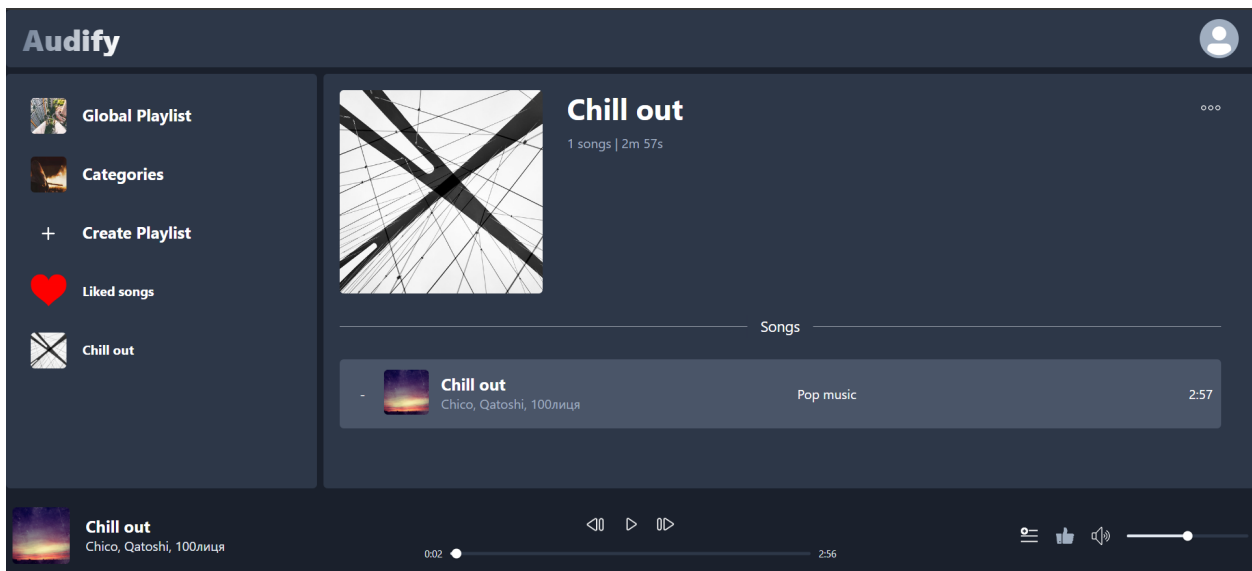 Audify
Global Playlist
Categories
Create Playlist
Liked songs
Chill out
Chill out
1 songs | 2m 57s
Songs
-
Chill out
Chico, Qatoshi, 100лиця
Pop music
2:57
Chill out
Chico, Qatoshi, 100лиця
0:02
2:56